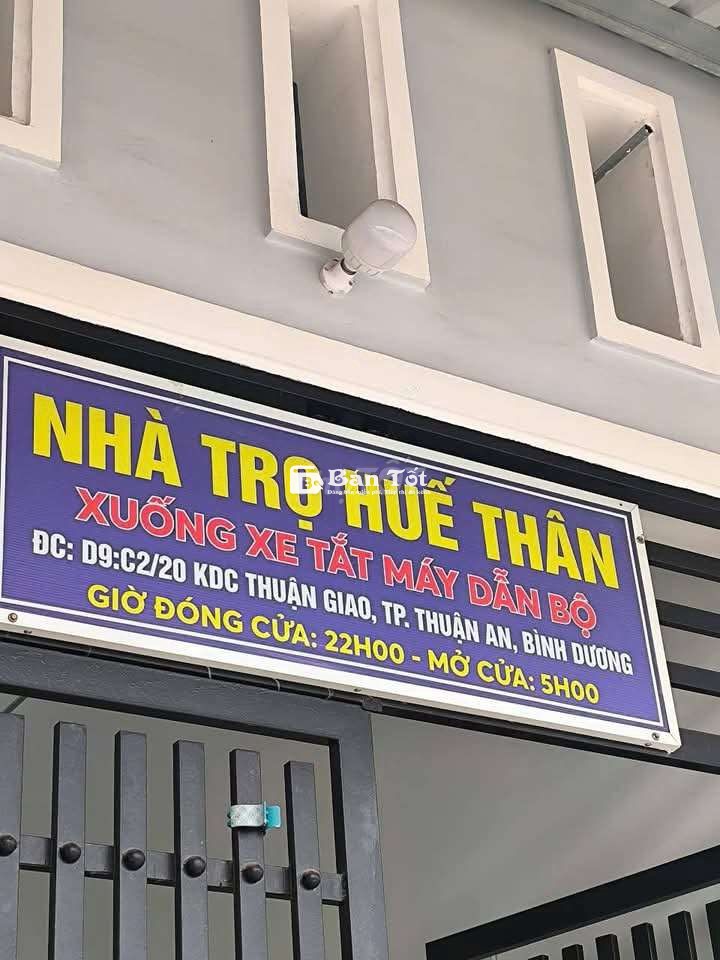 NHÀ TRỌ HUẾ THÂN
Bán Tốt
XUỐNG XE TẮT MÁY DẪN BỘ
ĐC: D9:C2/20 KDC THUẬN GIAO, TP. THUẬN AN, BÌNH DƯƠNG
GIỜ ĐÓNG CỬA: 22H00 - MỞ CỬA: 5H00